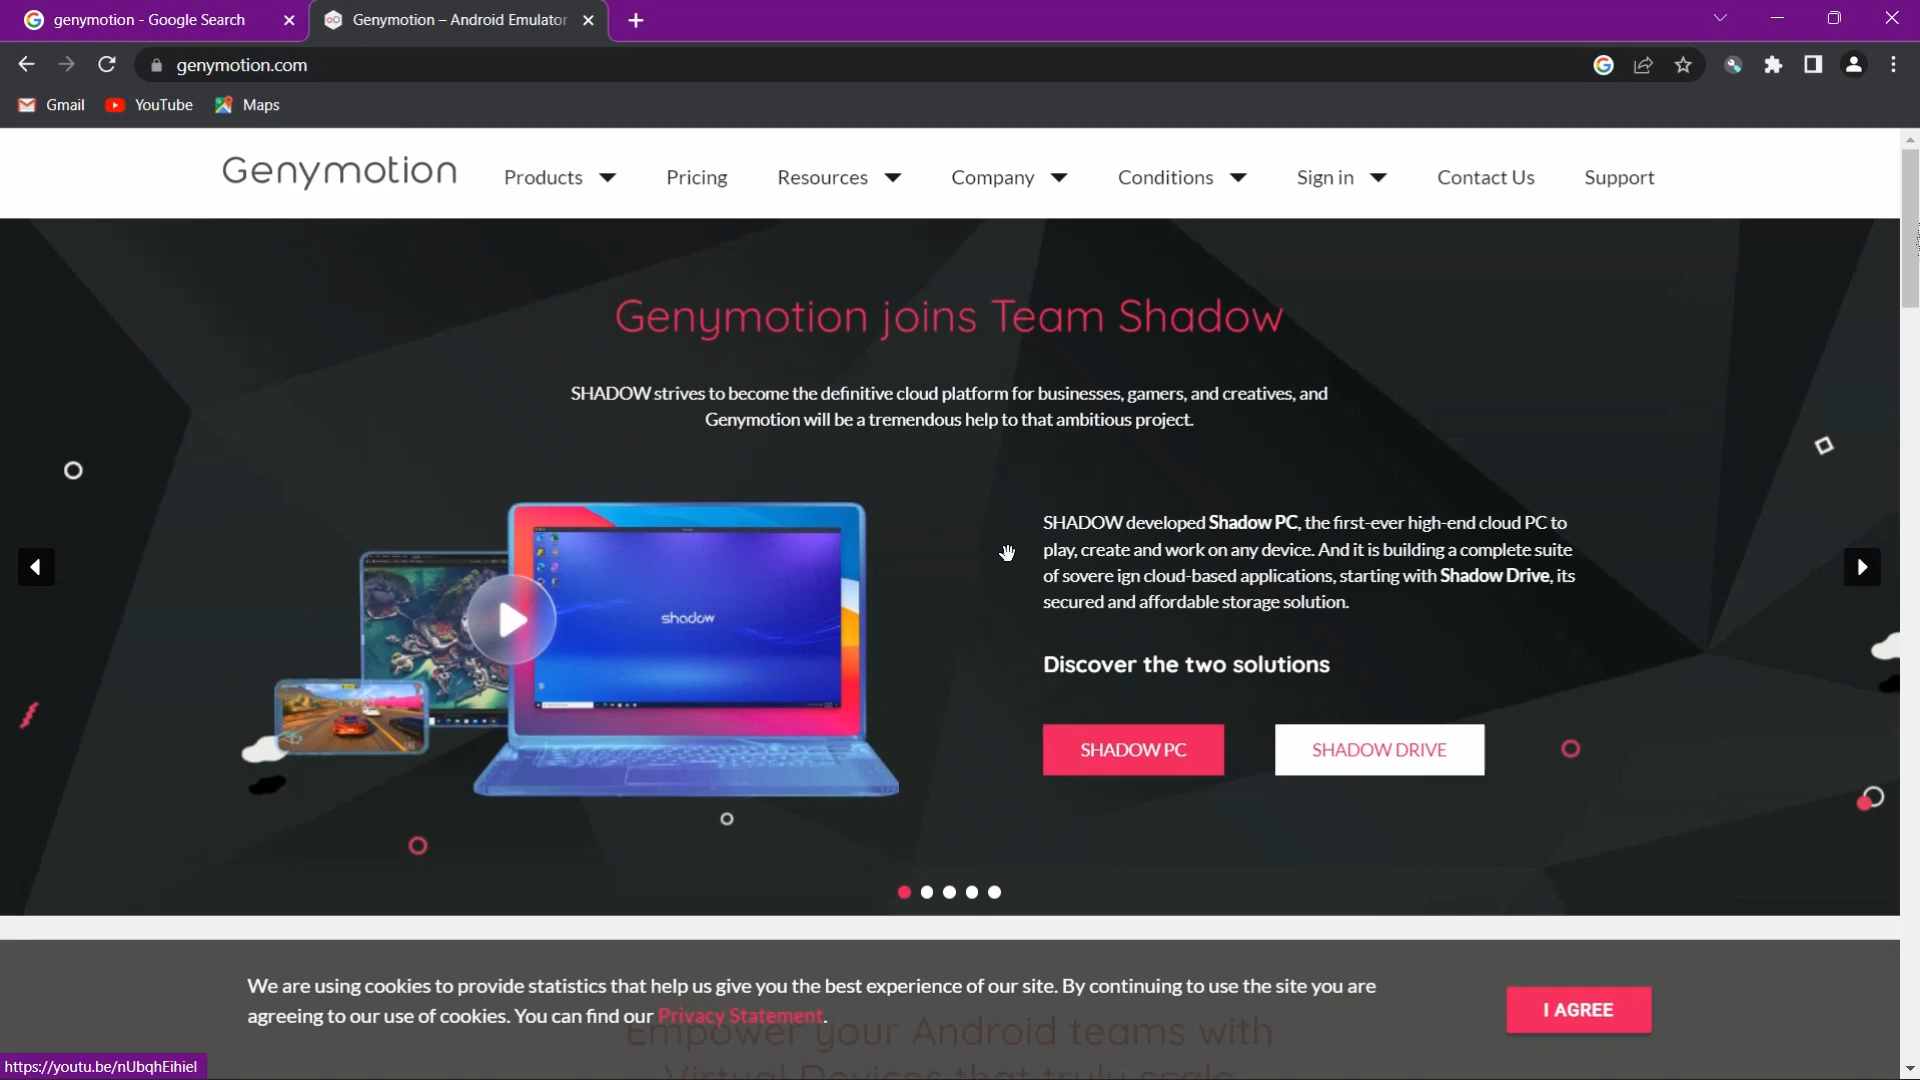 genymotion - Google Search
Genymotion – Android Emulator
genymotion.com
Gmail YouTube Maps
Genymotion
Products Pricing Resources Company Conditions Sign in Contact Us Support
Genymotion joins Team Shadow
SHADOW strives to become the definitive cloud platform for businesses, gamers, and creatives, and
Genymotion will be a tremendous help to that ambitious project.
shadow
SHADOW developed Shadow PC, the first-ever high-end cloud PC to
play, create and work on any device. And it is building a complete suite
of sovere ign cloud-based applications, starting with Shadow Drive, its
secured and affordable storage solution.
Discover the two solutions
SHADOW PC SHADOW DRIVE
We are using cookies to provide statistics that help us give you the best experience of our site. By continuing to use the site you are
agreeing to our use of cookies. You can find our Privacy Statement.
I AGREE
Empower your Android teams with
Virtual Devices that truly scale
https://youtu.be/nUbqhEihieI